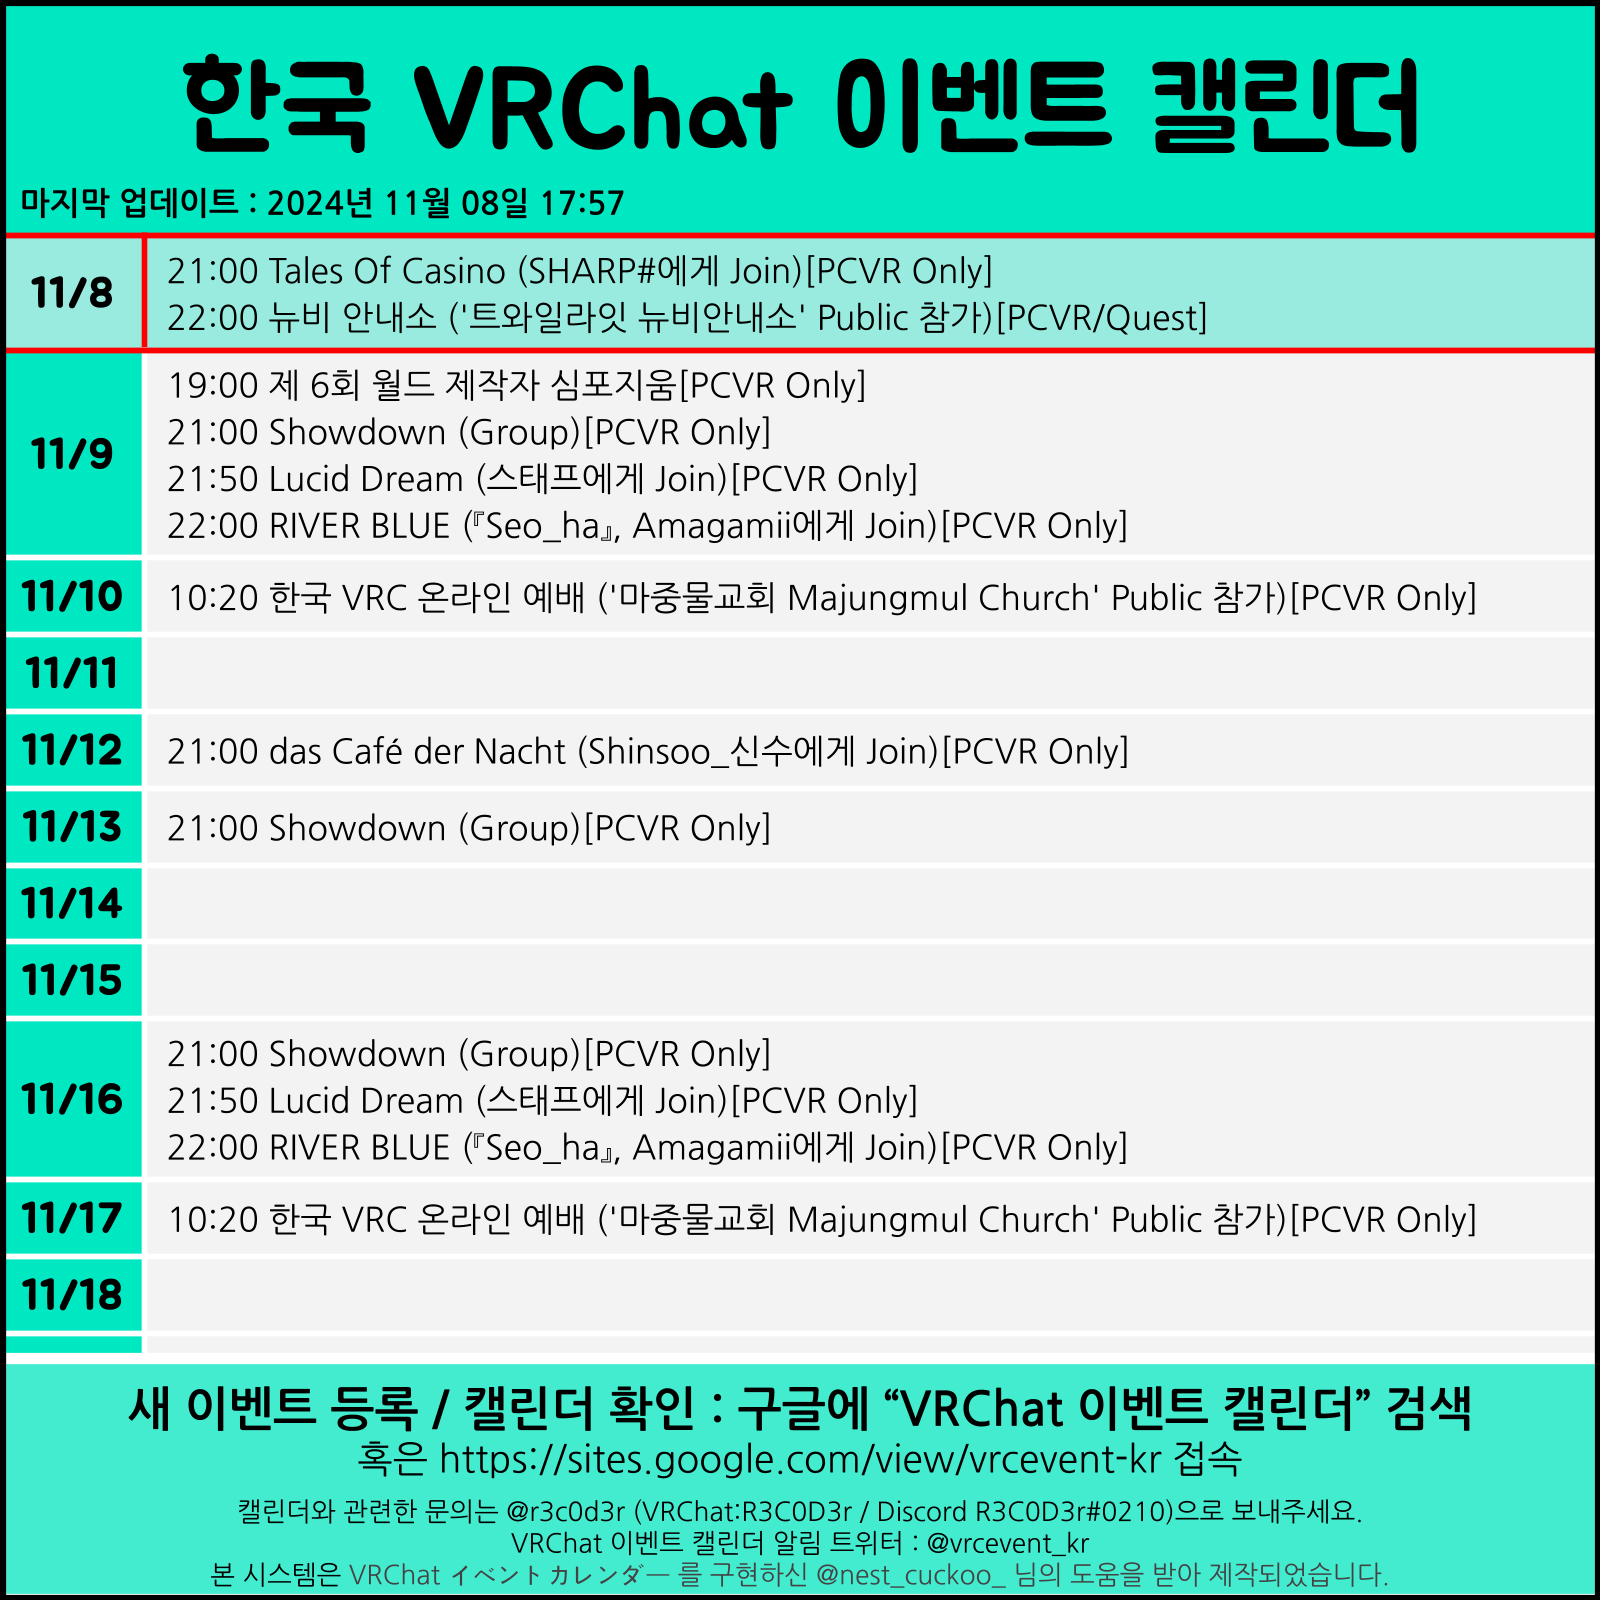 한국 VRChat 이벤트 캘린더
마지막 업데이트 : 2024년 11월 08일 17:57
11/8
21:00 Tales Of Casino (SHARP#에게 Join)[PCVR Only]
22:00 뉴비 안내소 ('트와일라잇 뉴비안내소' Public 참가)[PCVR/Quest]
11/9
19:00 제 6회 월드 제작자 심포지움[PCVR Only]
21:00 Showdown (Group)[PCVR Only]
21:50 Lucid Dream (스태프에게 Join)[PCVR Only]
22:00 RIVER BLUE (『Seo_ha』, Amagamii에게 Join)[PCVR Only]
11/10
10:20 한국 VRC 온라인 예배 ('마중물교회 Majungmul Church' Public 참가)[PCVR Only]
11/11
11/12
21:00 das Café der Nacht (Shinsoo_신수에게 Join)[PCVR Only]
11/13
21:00 Showdown (Group)[PCVR Only]
11/14
11/15
11/16
21:00 Showdown (Group)[PCVR Only]
21:50 Lucid Dream (스태프에게 Join)[PCVR Only]
22:00 RIVER BLUE (『Seo_ha』, Amagamii에게 Join)[PCVR Only]
11/17
10:20 한국 VRC 온라인 예배 ('마중물교회 Majungmul Church' Public 참가)[PCVR Only]
11/18
새 이벤트 등록 / 캘린더 확인 : 구글에 “VRChat 이벤트 캘린더” 검색
혹은 https://sites.google.com/view/vrcevent-kr 접속
캘린더와 관련한 문의는 @r3c0d3r (VRChat:R3C0D3r / Discord R3C0D3r#0210)으로 보내주세요.
VRChat 이벤트 캘린더 알림 트위터 : @vrcevent_kr
본 시스템은 VRChat イベントカレンダー 를 구현하신 @nest_cuckoo_ 님의 도움을 받아 제작되었습니다.